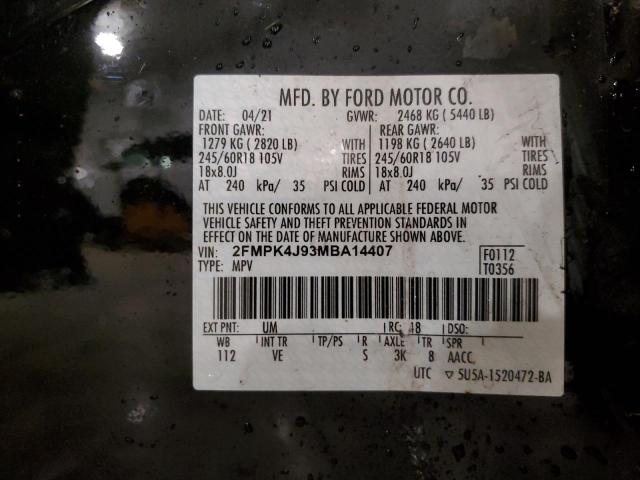 MFD. BY FORD MOTOR CO.
DATE: 04/21 GVWR: 2468 KG ( 5440 LB)
FRONT GAWR: REAR GAWR:
1279 KG ( 2820 LB) WITH 1198 KG ( 2640 LB) WITH
245/60R18 105V TIRES 245/60R18 105V TIRES
18x8.0J RIMS 18x8.0J RIMS
AT 240 kPa/ 35 PSI COLD AT 240 kPa/ 35 PSI COLD
THIS VEHICLE CONFORMS TO ALL APPLICABLE FEDERAL MOTOR
VEHICLE SAFETY AND THEFT PREVENTION STANDARDS IN
EFFECT ON THE DATE OF MANUFACTURE SHOWN ABOVE.
VIN: 2FMPK4J93MBA14407 F0112
TYPE: MPV T0356
EXT PNT: UM RC: 48 DSO:
WB INT TR TP/PS R AXLE TR SPR
112 VE S 3K 8 AACC
UTC ▽ 5U5A-1520472-BA